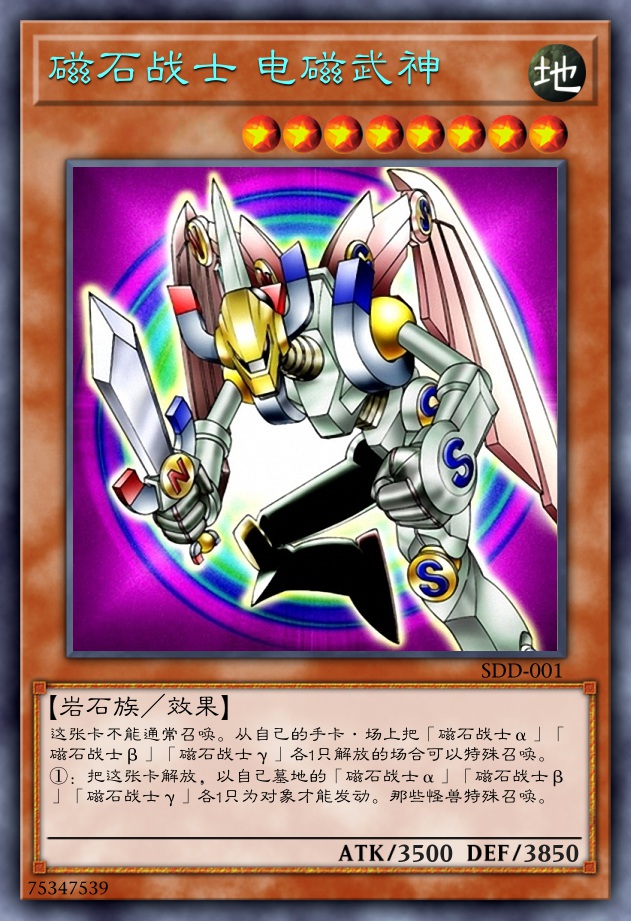 磁石战士 电磁武神
地
N
S
S
S
N
S
S
SDD-001
【岩石族／效果】
这张卡不能通常召唤。从自己的手卡・场上把「磁石战士α」「
磁石战士β」「磁石战士γ」各1只解放的场合可以特殊召唤。
①：把这张卡解放，以自己墓地的「磁石战士α」「磁石战士β
」「磁石战士γ」各1只为对象才能发动。那些怪兽特殊召唤。
ATK/3500 DEF/3850
75347539